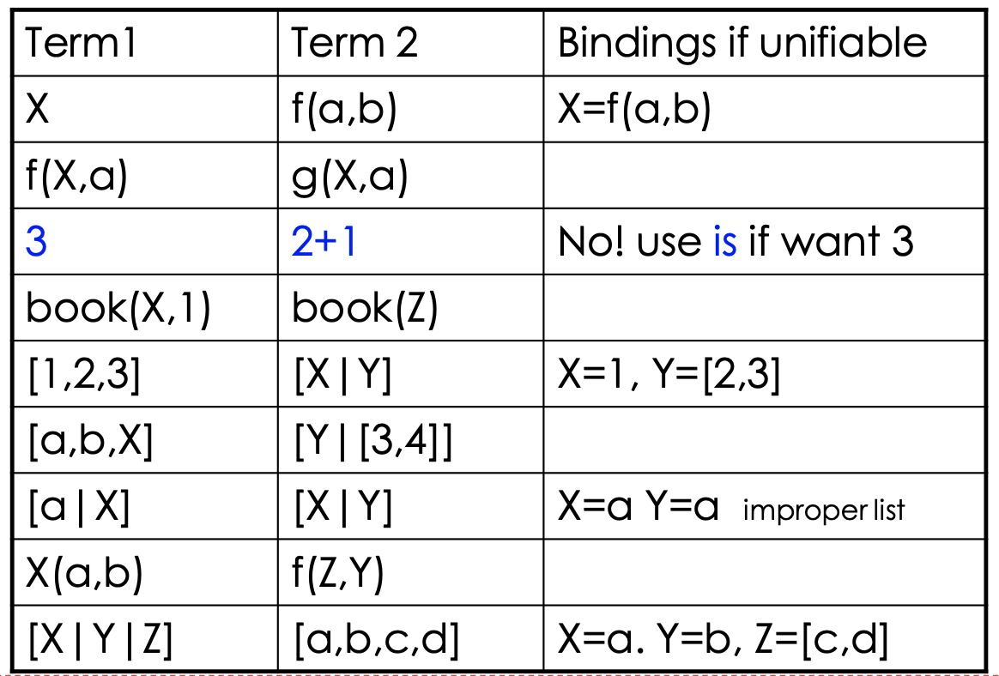 Term1 Term 2 Bindings if unifiable
X f(a,b) X=f(a,b)
f(X,a) g(X,a)
3 2+1 No! use is if want 3
book(X,1) book(Z)
[1,2,3] [X|Y] X=1, Y=[2,3]
[a,b,X] [Y|[3,4]]
[a|X] [X|Y] X=a Y=a improper list
X(a,b) f(Z,Y)
[X|Y|Z] [a,b,c,d] X=a. Y=b, Z=[c,d]